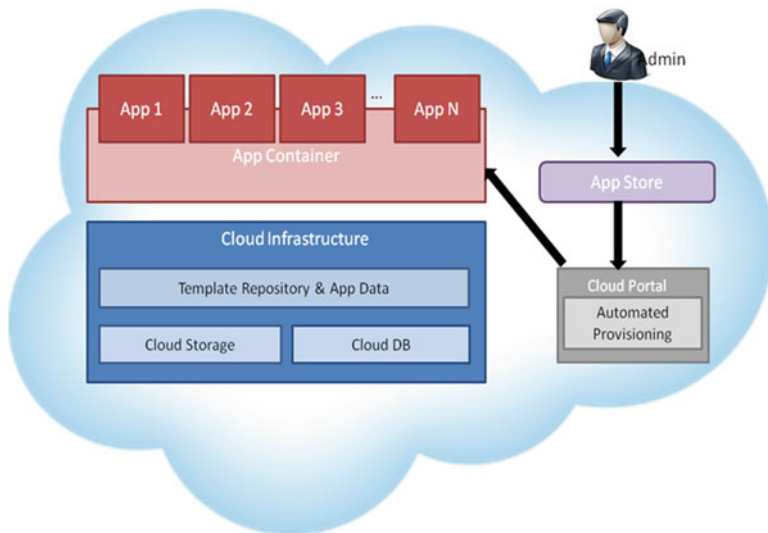 Admin
App 1
App 2
App 3
...
App N
App Container
App Store
Cloud Infrastructure
Template Repository & App Data
Cloud Storage
Cloud DB
Cloud Portal
Automated
Provisioning